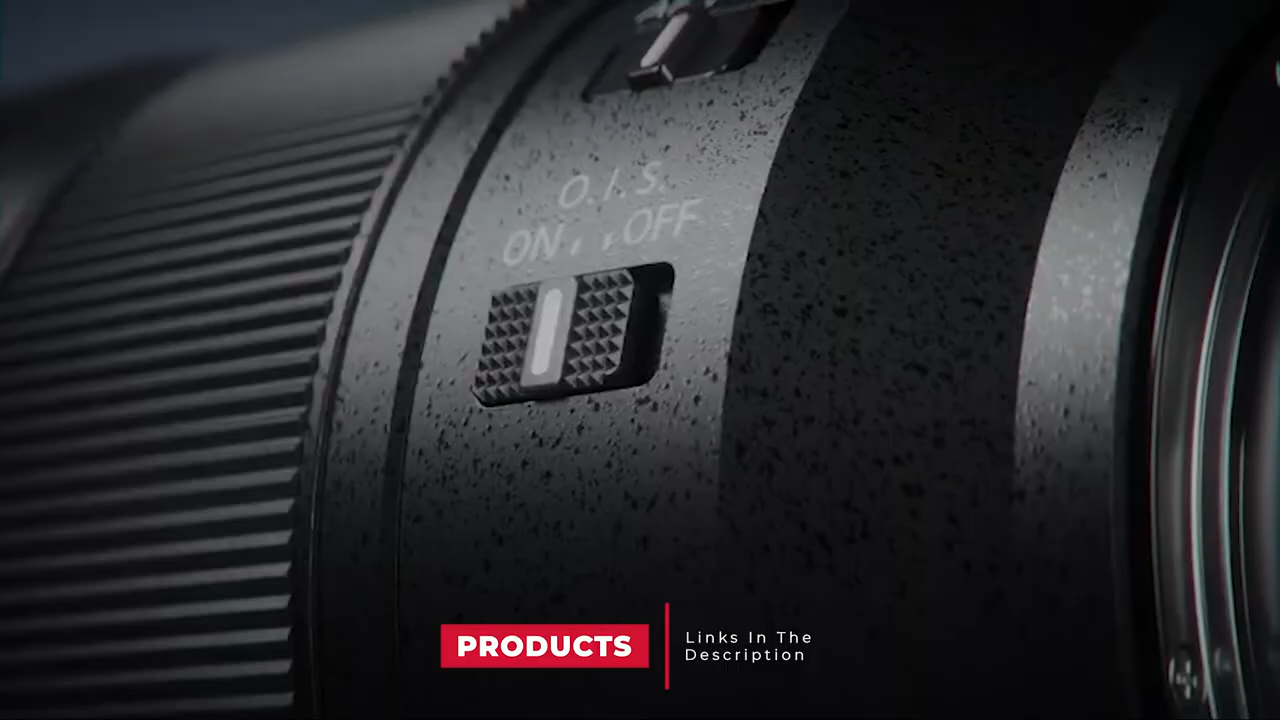 O.I.S.
ON OFF
PRODUCTS
Links In The
Description